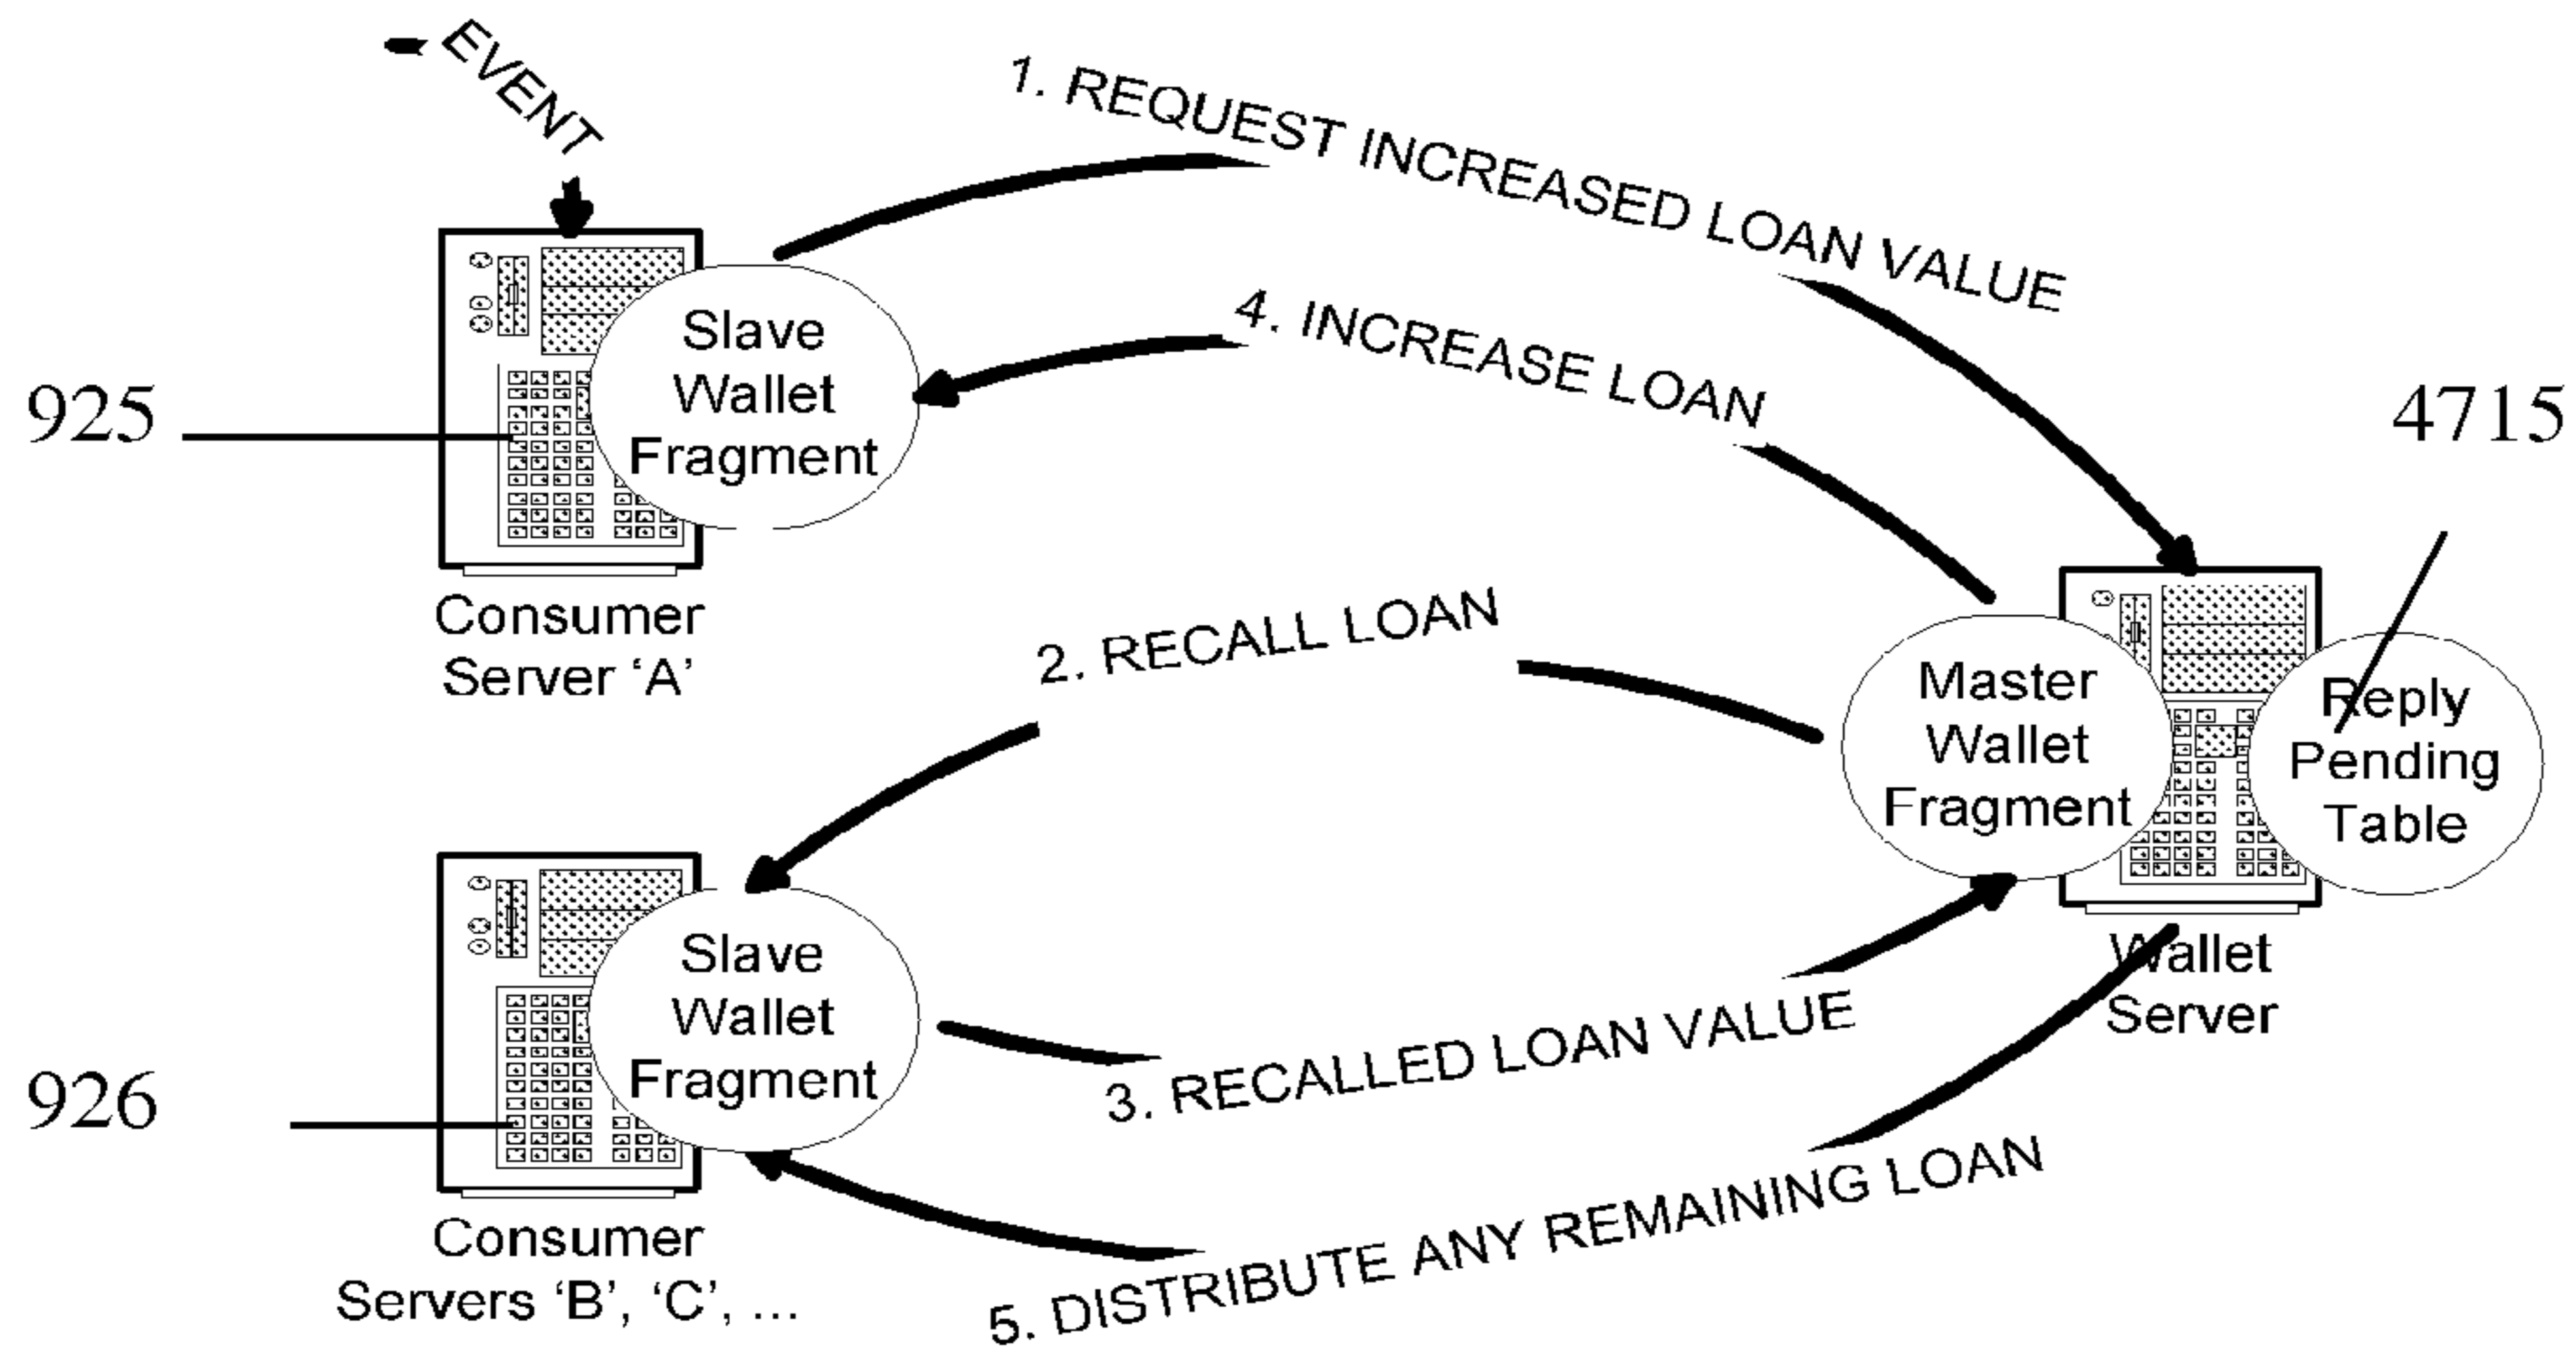 EVENT
1. REQUEST INCREASED LOAN VALUE
4. INCREASE LOAN
Slave
Wallet
Fragment
925
4715
Consumer
Server ‘A’
2. RECALL LOAN
Master
Wallet
Fragment
Reply
Pending
Table
Slave
Wallet
Fragment
Wallet
Server
926
3. RECALLED LOAN VALUE
5. DISTRIBUTE ANY REMAINING LOAN
Consumer
Servers ‘B’, ‘C’, ...